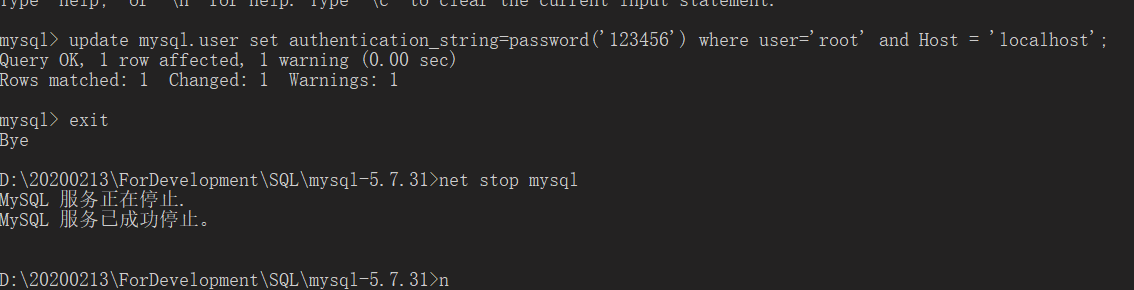 Type 'help;' or '\h' for help. Type '\c' to clear the current input statement.
mysql> update mysql.user set authentication_string=password('123456') where user='root' and Host = 'localhost';
Query OK, 1 row affected, 1 warning (0.00 sec)
Rows matched: 1  Changed: 1  Warnings: 1
mysql> exit
Bye
D:\20200213\ForDevelopment\SQL\mysql-5.7.31>net stop mysql
MySQL 服务正在停止.
MySQL 服务已成功停止。
D:\20200213\ForDevelopment\SQL\mysql-5.7.31>n